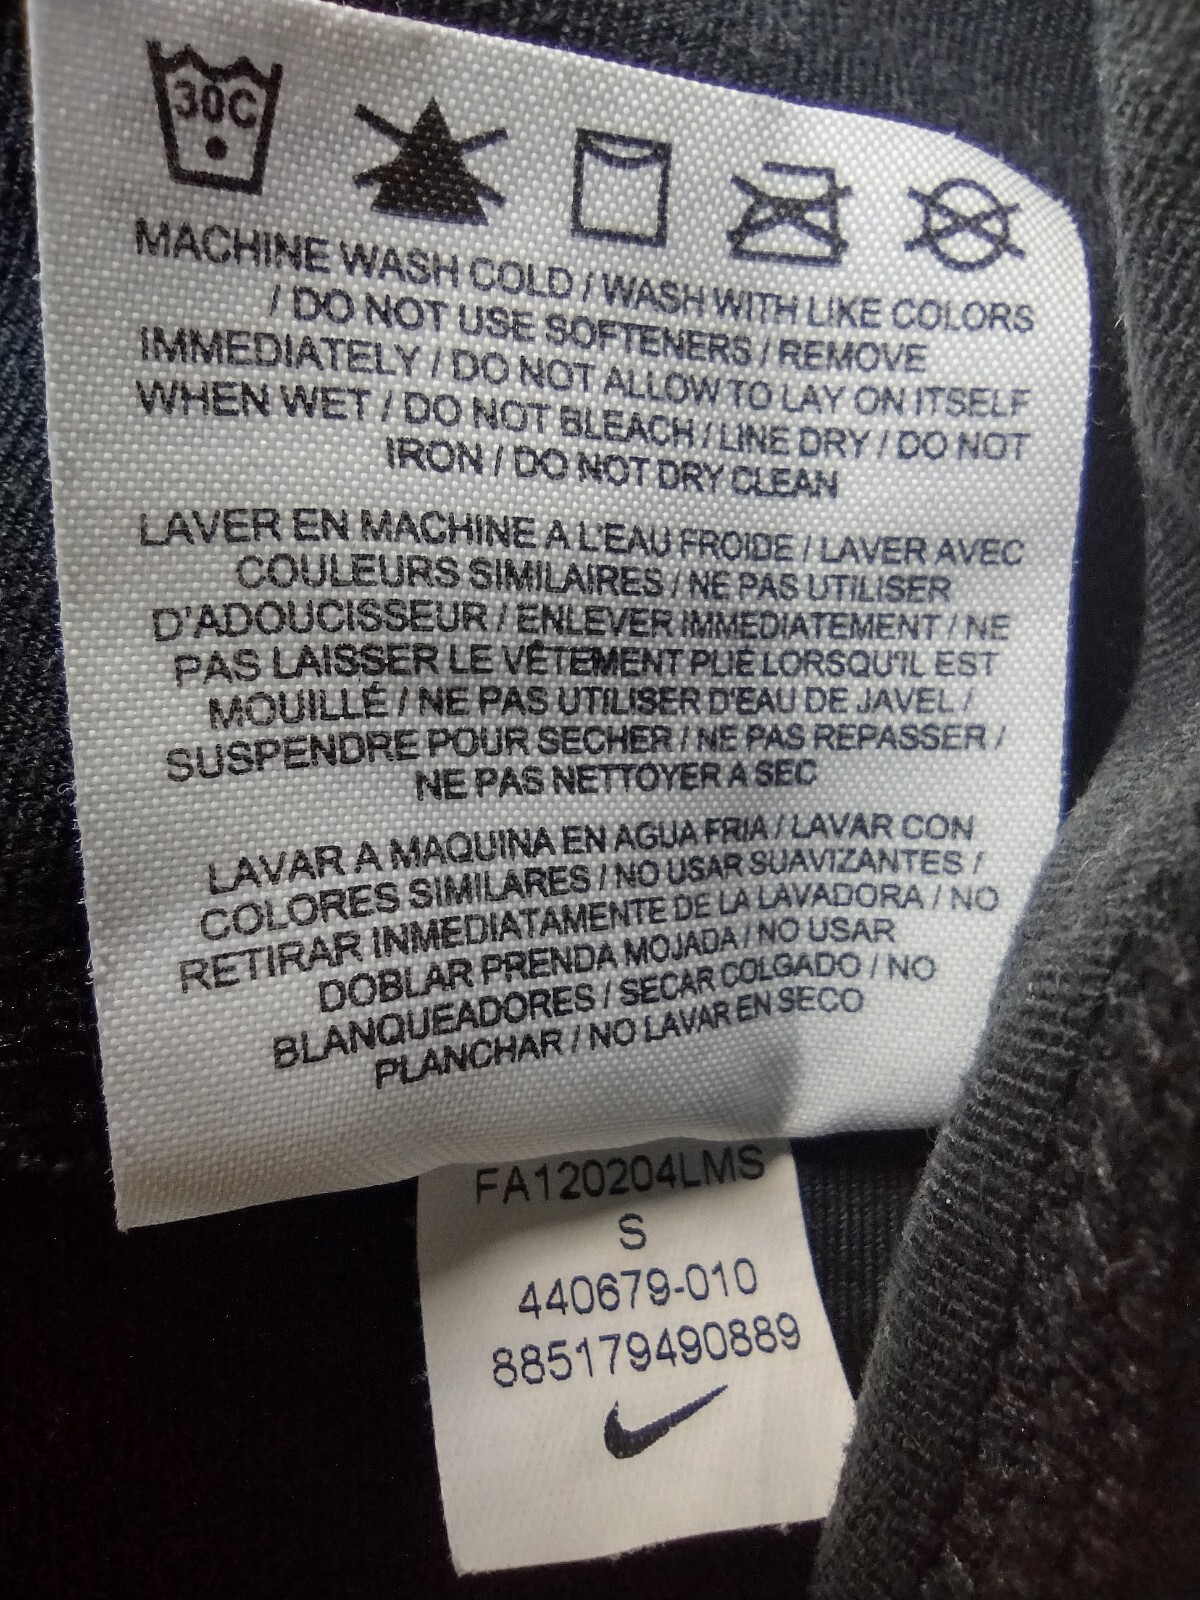 30C
MACHINE WASH COLD / WASH WITH LIKE COLORS
/ DO NOT USE SOFTENERS / REMOVE
IMMEDIATELY / DO NOT ALLOW TO LAY ON ITSELF
WHEN WET / DO NOT BLEACH / LINE DRY / DO NOT
IRON / DO NOT DRY CLEAN
LAVER EN MACHINE A L'EAU FROIDE / LAVER AVEC
COULEURS SIMILAIRES / NE PAS UTILISER
D'ADOUCISSEUR / ENLEVER IMMEDIATEMENT / NE
PAS LAISSER LE VÊTEMENT PLIÉ LORSQU'IL EST
MOUILLÉ / NE PAS UTILISER D'EAU DE JAVEL /
SUSPENDRE POUR SECHER / NE PAS REPASSER /
NE PAS NETTOYER A SEC
LAVAR A MAQUINA EN AGUA FRIA / LAVAR CON
COLORES SIMILARES / NO USAR SUAVIZANTES /
RETIRAR INMEDIATAMENTE DE LA LAVADORA / NO
DOBLAR PRENDA MOJADA / NO USAR
BLANQUEADORES / SECAR COLGADO / NO
PLANCHAR / NO LAVAR EN SECO
FA120204LMS
S
440679-010
885179490889